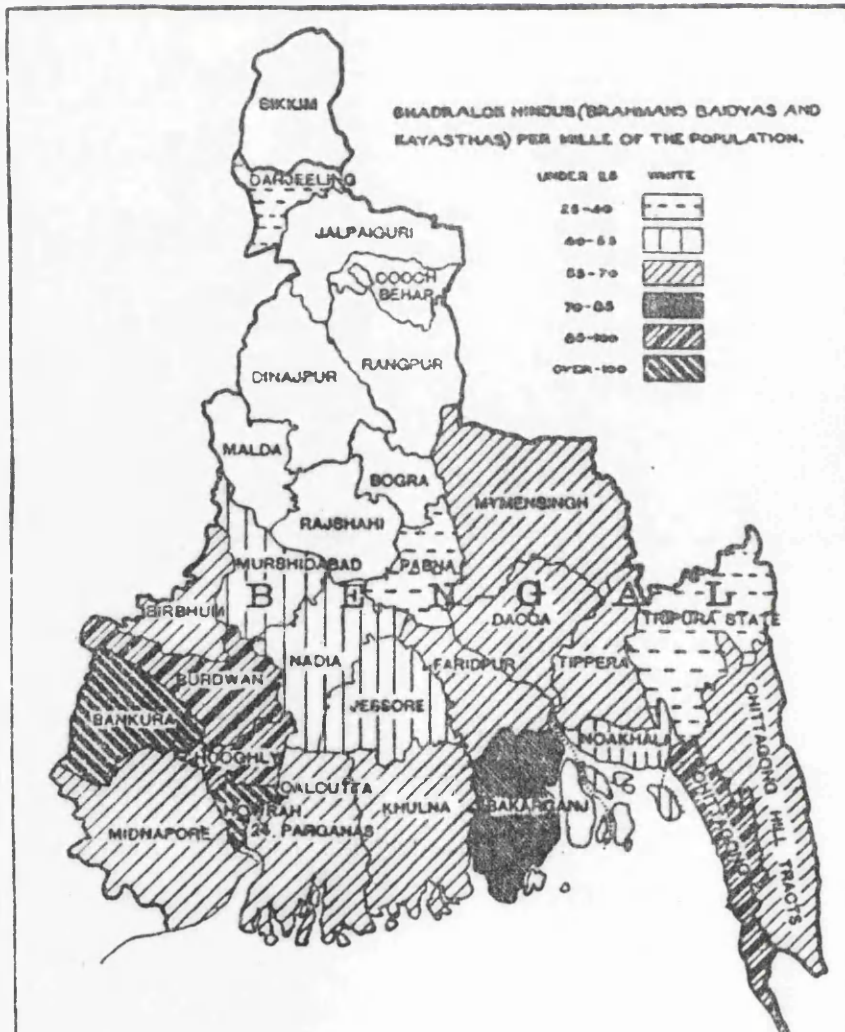 SIKKIM
BHADRALOK HINDUS (BRAHMANS BAIDYAS AND
KAYASTHAS) PER MILLE OF THE POPULATION.
UNDER 25 WHITE
25-40
40-55
55-70
70-85
85-100
OVER-100
DARJEELING
JALPAIGURI
COOCH
BEHAR
DINAJPUR
RANGPUR
MALDA
BOGRA
MYMENSINGH
RAJSHAHI
MURSHIDABAD
PABNA
BENGAL
BIRBHUM
DACCA
TRIPURA STATE
NADIA
FARIDPUR
TIPPERA
BURDWAN
BANKURA
JESSORE
NOAKHALI
CHITTAGONG HILL TRACTS
HOOGHLY
CALCUTTA
HOWRAH
24. PARGANAS
KHULNA
BAKARGANJ
CHITTAGONG
MIDNAPORE